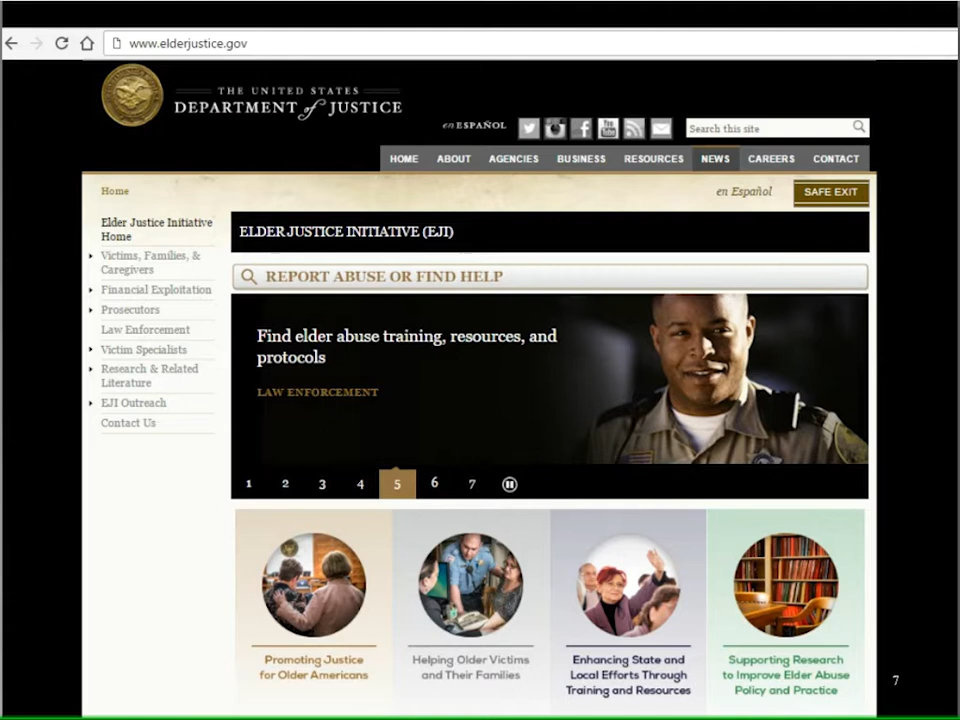 www.elderjustice.gov
THE UNITED STATES
DEPARTMENT of JUSTICE
en ESPAÑOL
You Tube
Search this site
HOME ABOUT AGENCIES BUSINESS RESOURCES NEWS CAREERS CONTACT
Home
en Español
SAFE EXIT
Elder Justice Initiative
Home
Victims, Families, &
Caregivers
Financial Exploitation
Prosecutors
Law Enforcement
Victim Specialists
Research & Related
Literature
EJI Outreach
Contact Us
ELDER JUSTICE INITIATIVE (EJI)
REPORT ABUSE OR FIND HELP
Find elder abuse training, resources, and
protocols
LAW ENFORCEMENT
1 2 3 4 5 6 7
Promoting Justice
for Older Americans
Helping Older Victims
and Their Families
Enhancing State and
Local Efforts Through
Training and Resources
Supporting Research
to Improve Elder Abuse
Policy and Practice
7